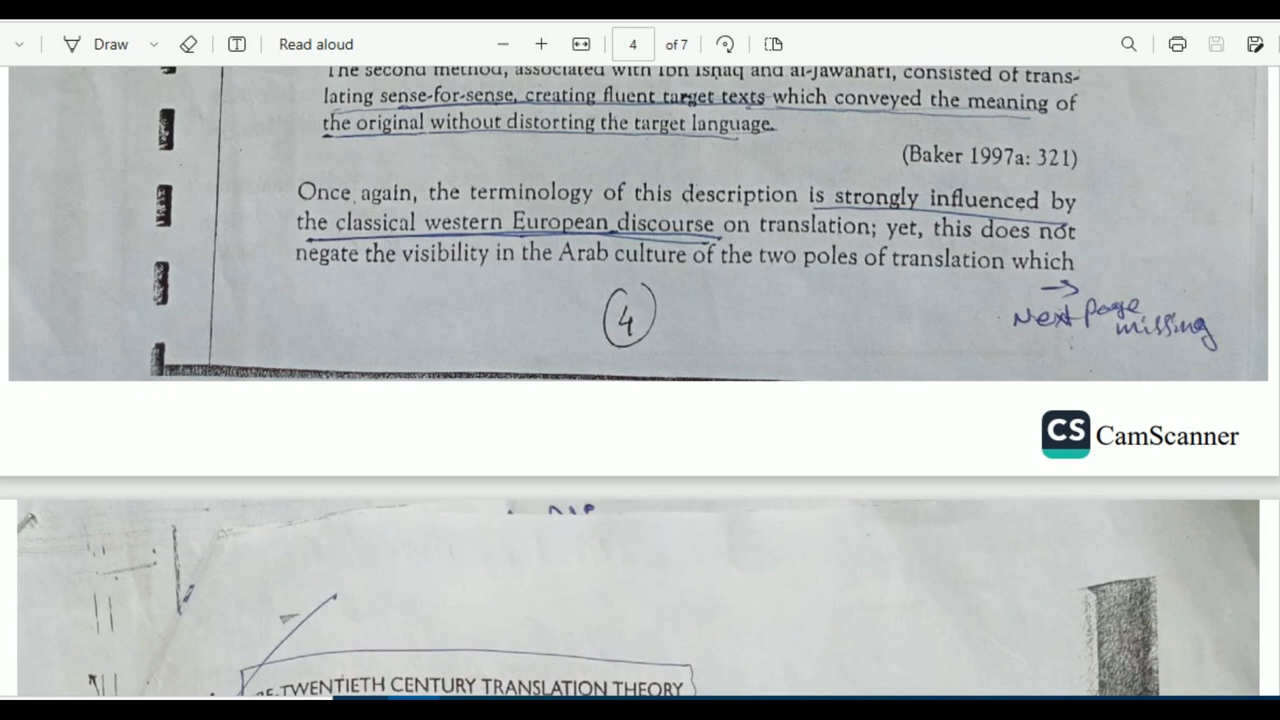 Draw
Read aloud
4
of 7
The second method, associated with Ibn Isḥaq and al-Jawahari, consisted of trans-
lating sense-for-sense, creating fluent target texts which conveyed the meaning of
the original without distorting the target language.
(Baker 1997a: 321)
Once again, the terminology of this description is strongly influenced by
the classical western European discourse on translation; yet, this does not
negate the visibility in the Arab culture of the two poles of translation which
4
Next page
missing
CS CamScanner
TWENTIETH CENTURY TRANSLATION THEORY